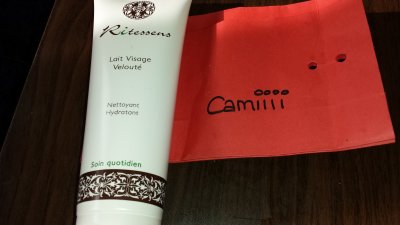 Ritessens
Lait Visage
Velouté
Nettoyant
Hydratant
Soin quotidien
Camiiii